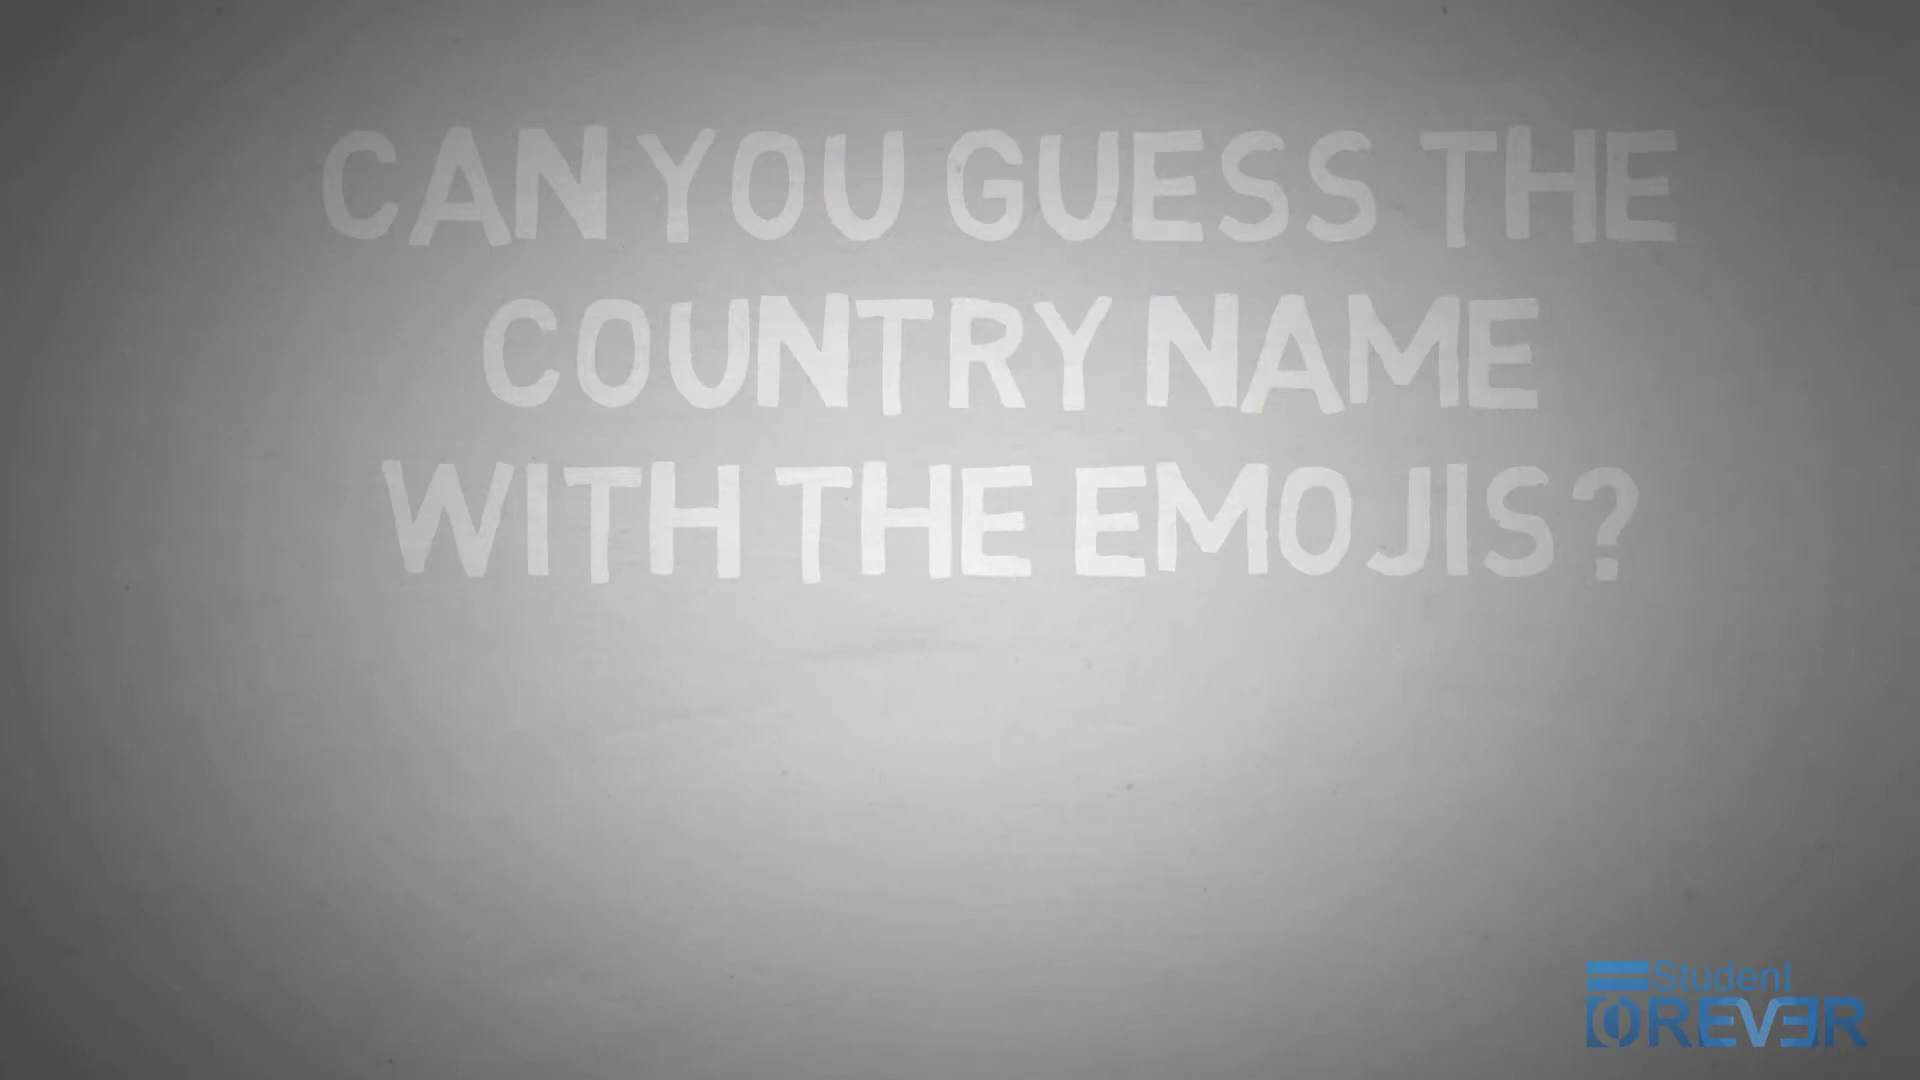 CAN YOU GUESS THE
COUNTRY NAME
WITH THE EMOJIS?
Student
FOREVER